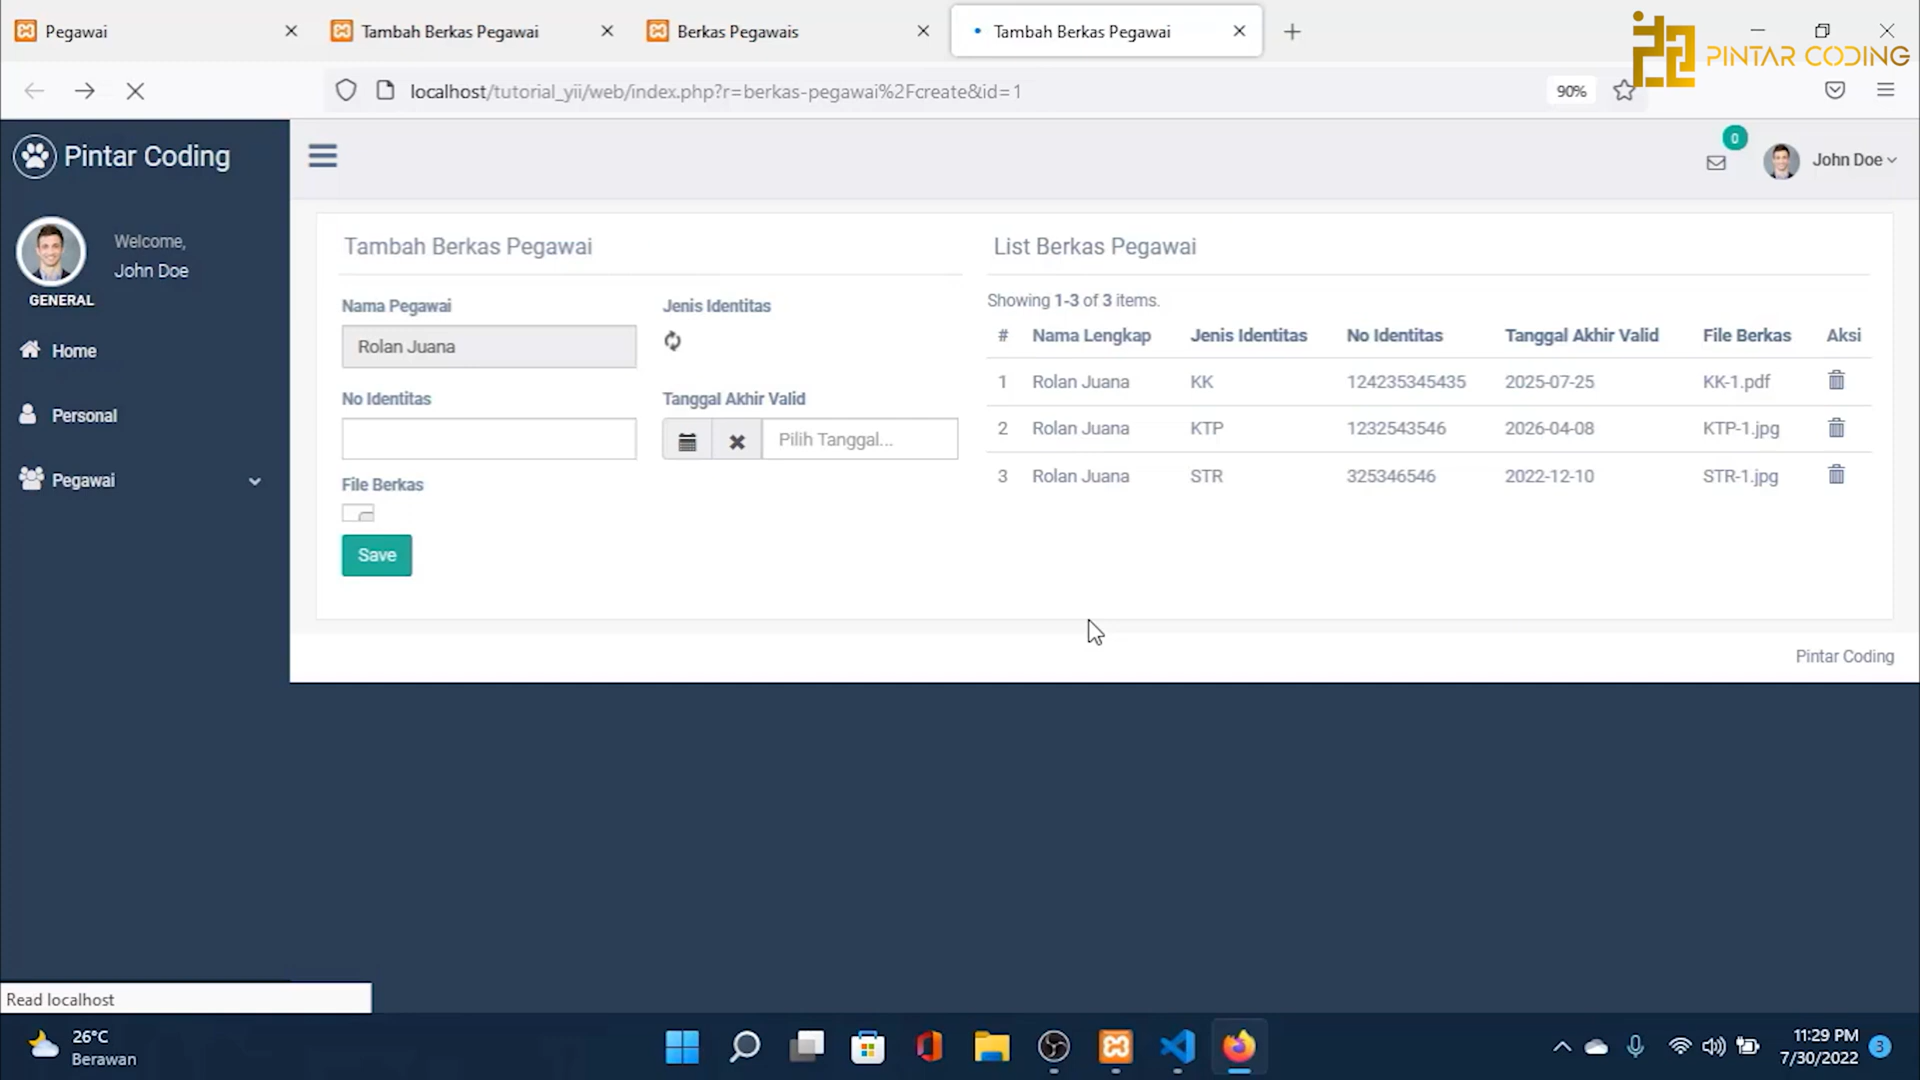 Pegawai
Tambah Berkas Pegawai
Berkas Pegawais
Tambah Berkas Pegawai
PINTAR CODING
localhost/tutorial_yii/web/index.php?r=berkas-pegawai%2Fcreate&id=1
90%
Pintar Coding
0
John Doe
Welcome,
John Doe
GENERAL
Home
Personal
Pegawai
Tambah Berkas Pegawai
Nama Pegawai
Jenis Identitas
Rolan Juana
No Identitas
Tanggal Akhir Valid
Pilih Tanggal...
File Berkas
Save
List Berkas Pegawai
Showing 1-3 of 3 items.
# Nama Lengkap Jenis Identitas No Identitas Tanggal Akhir Valid File Berkas Aksi
1 Rolan Juana KK 124235345435 2025-07-25 KK-1.pdf
2 Rolan Juana KTP 1232543546 2026-04-08 KTP-1.jpg
3 Rolan Juana STR 325346546 2022-12-10 STR-1.jpg
Pintar Coding
Read localhost
26°C
Berawan
11:29 PM
7/30/2022
3